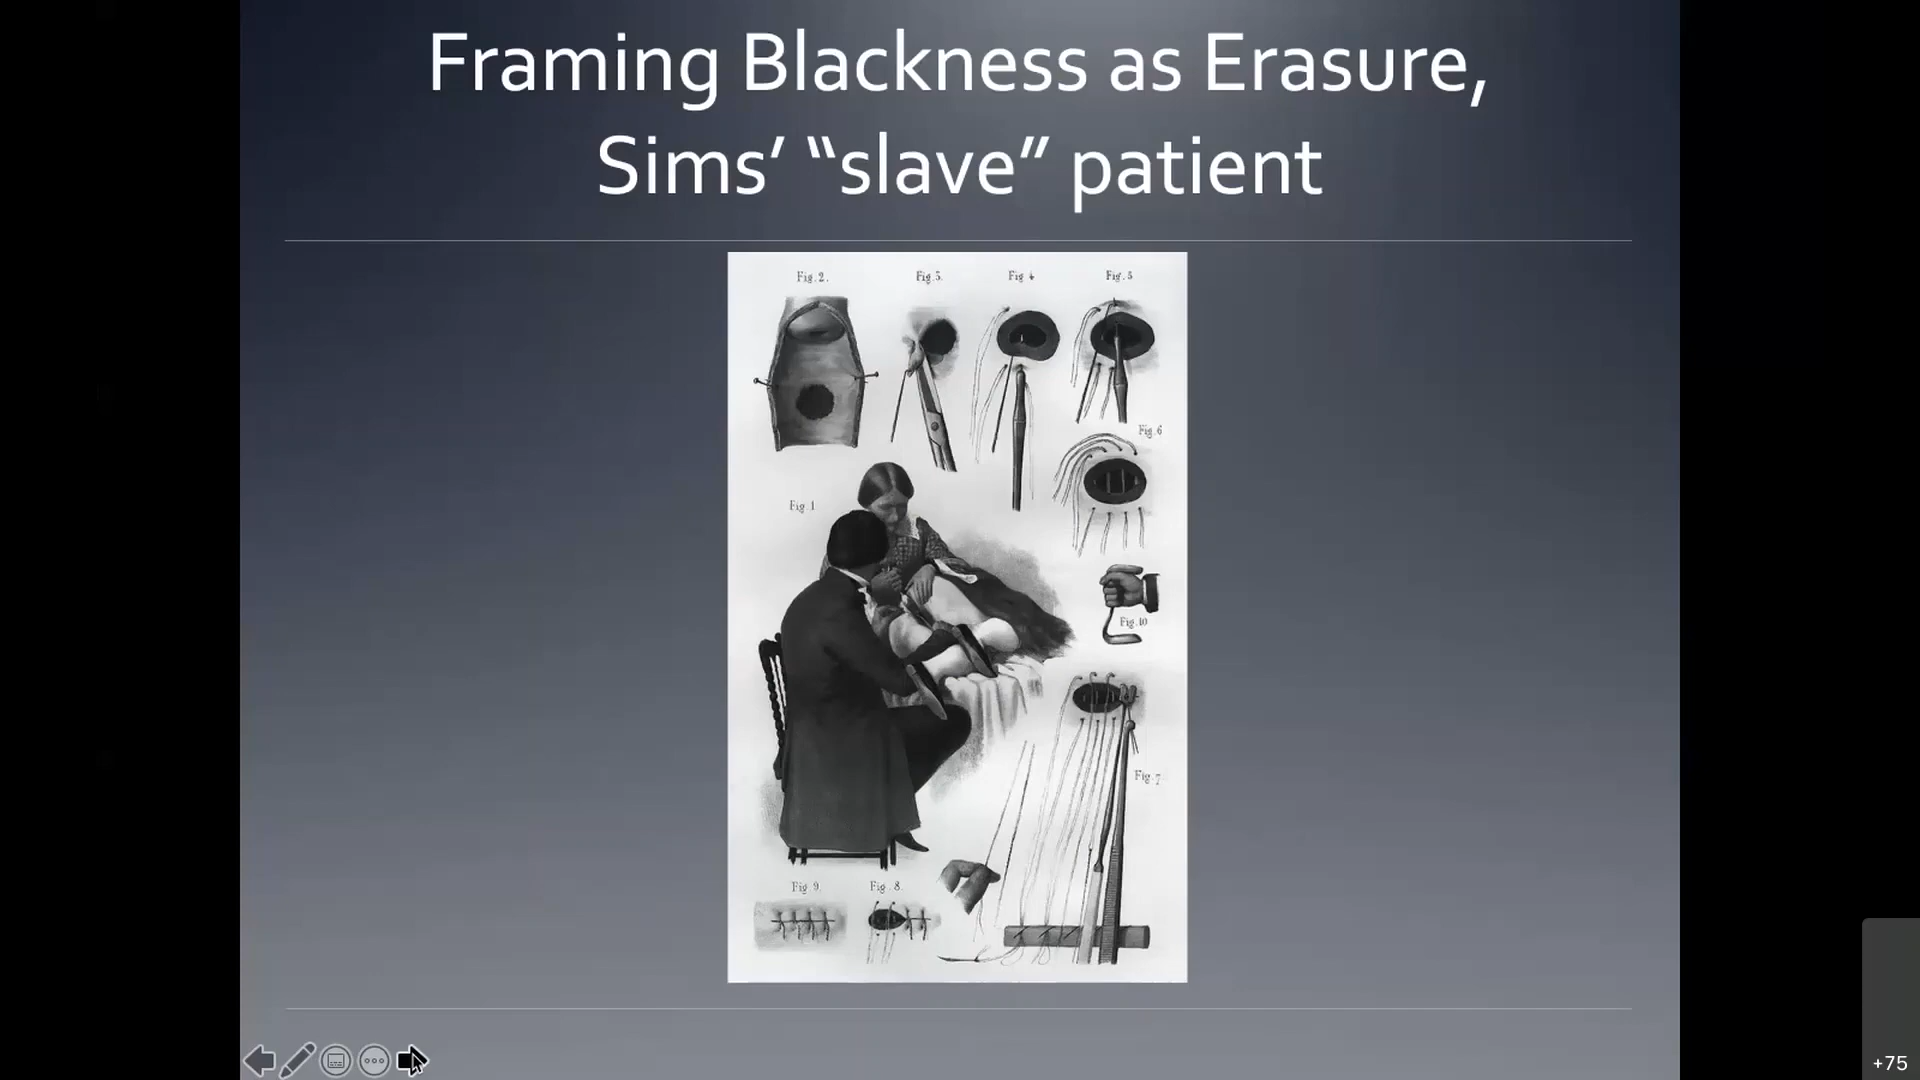 Framing Blackness as Erasure,
Sims’ “slave” patient
Fig. 2.
Fig. 3.
Fig 4
Fig. 5
Fig. 6
Fig. 1
Fig. 10
Fig. 7
Fig 9.
Fig. 8.
+75